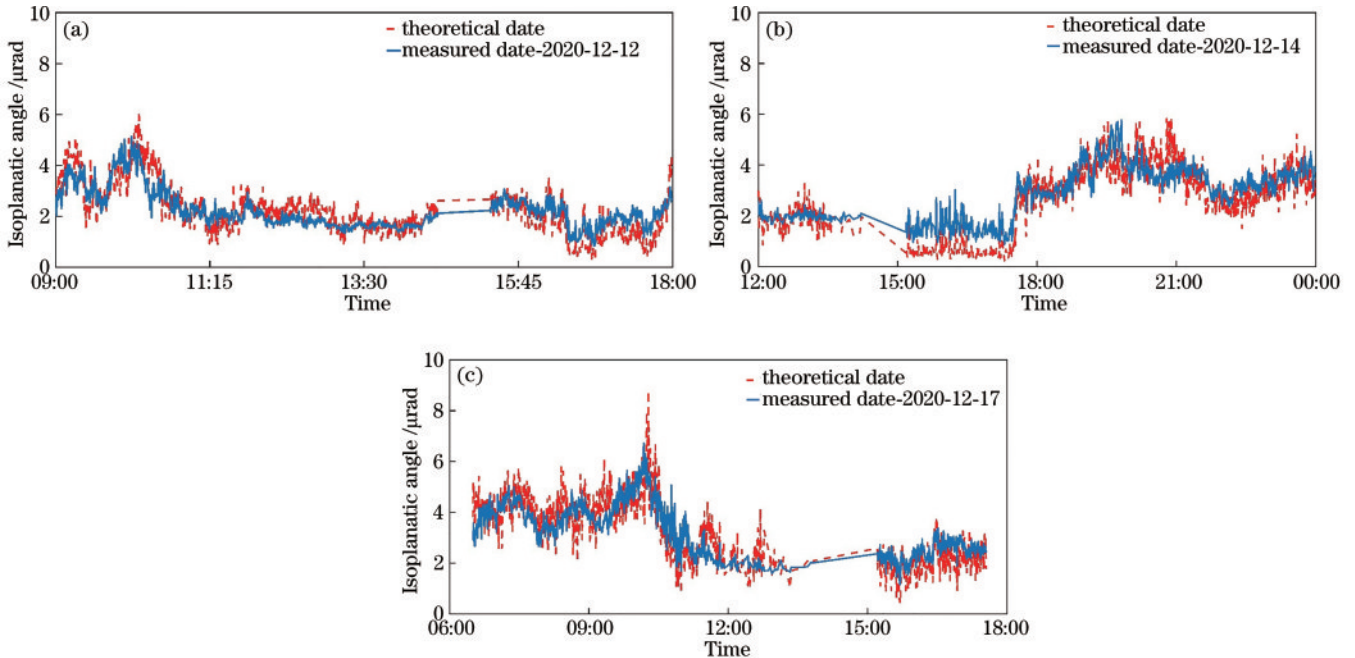 (a)
theoretical date
measured date-2020-12-12
Isoplanatic angle /μrad
10
8
6
4
2
0
09:00 11:15 13:30 15:45 18:00
Time
(b)
theoretical date
measured date-2020-12-14
Isoplanatic angle /μrad
10
8
6
4
2
0
12:00 15:00 18:00 21:00 00:00
Time
(c)
theoretical date
measured date-2020-12-17
Isoplanatic angle /μrad
10
8
6
4
2
0
06:00 09:00 12:00 15:00 18:00
Time